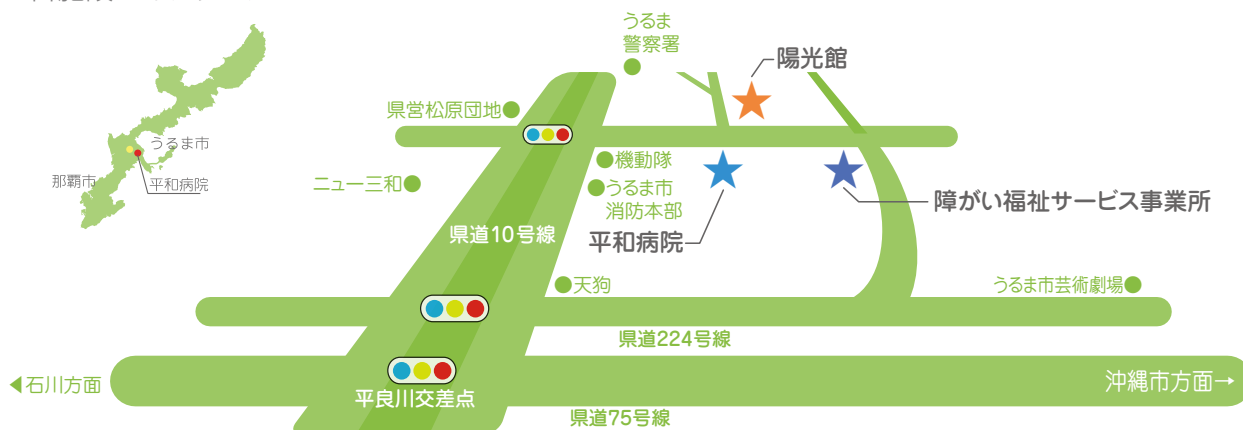 うるま
警察署
陽光館
県営松原団地
うるま市
機動隊
那覇市
平和病院
ニュー三和
うるま市
消防本部
障がい福祉サービス事業所
県道10号線
平和病院
天狗
うるま市芸術劇場
県道224号線
石川方面
沖縄市方面→
平良川交差点
県道75号線